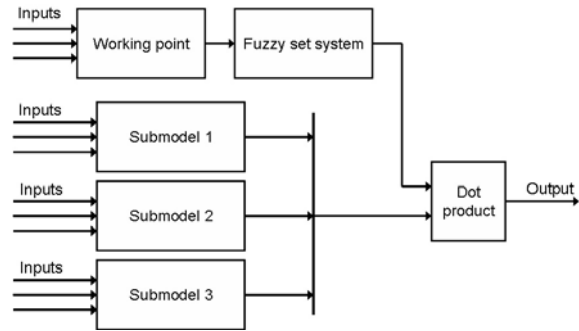 Inputs
Working point
Fuzzy set system
Inputs
Submodel 1
Inputs
Submodel 2
Inputs
Submodel 3
Dot
product
Output